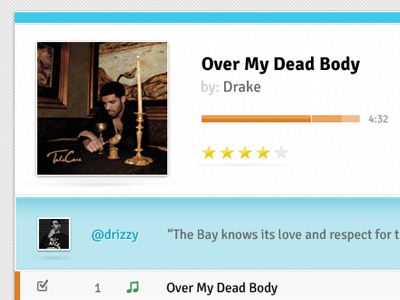 Over My Dead Body
by: Drake
4:32
Take Care
@drizzy
“The Bay knows its love and respect for t
1 Over My Dead Body